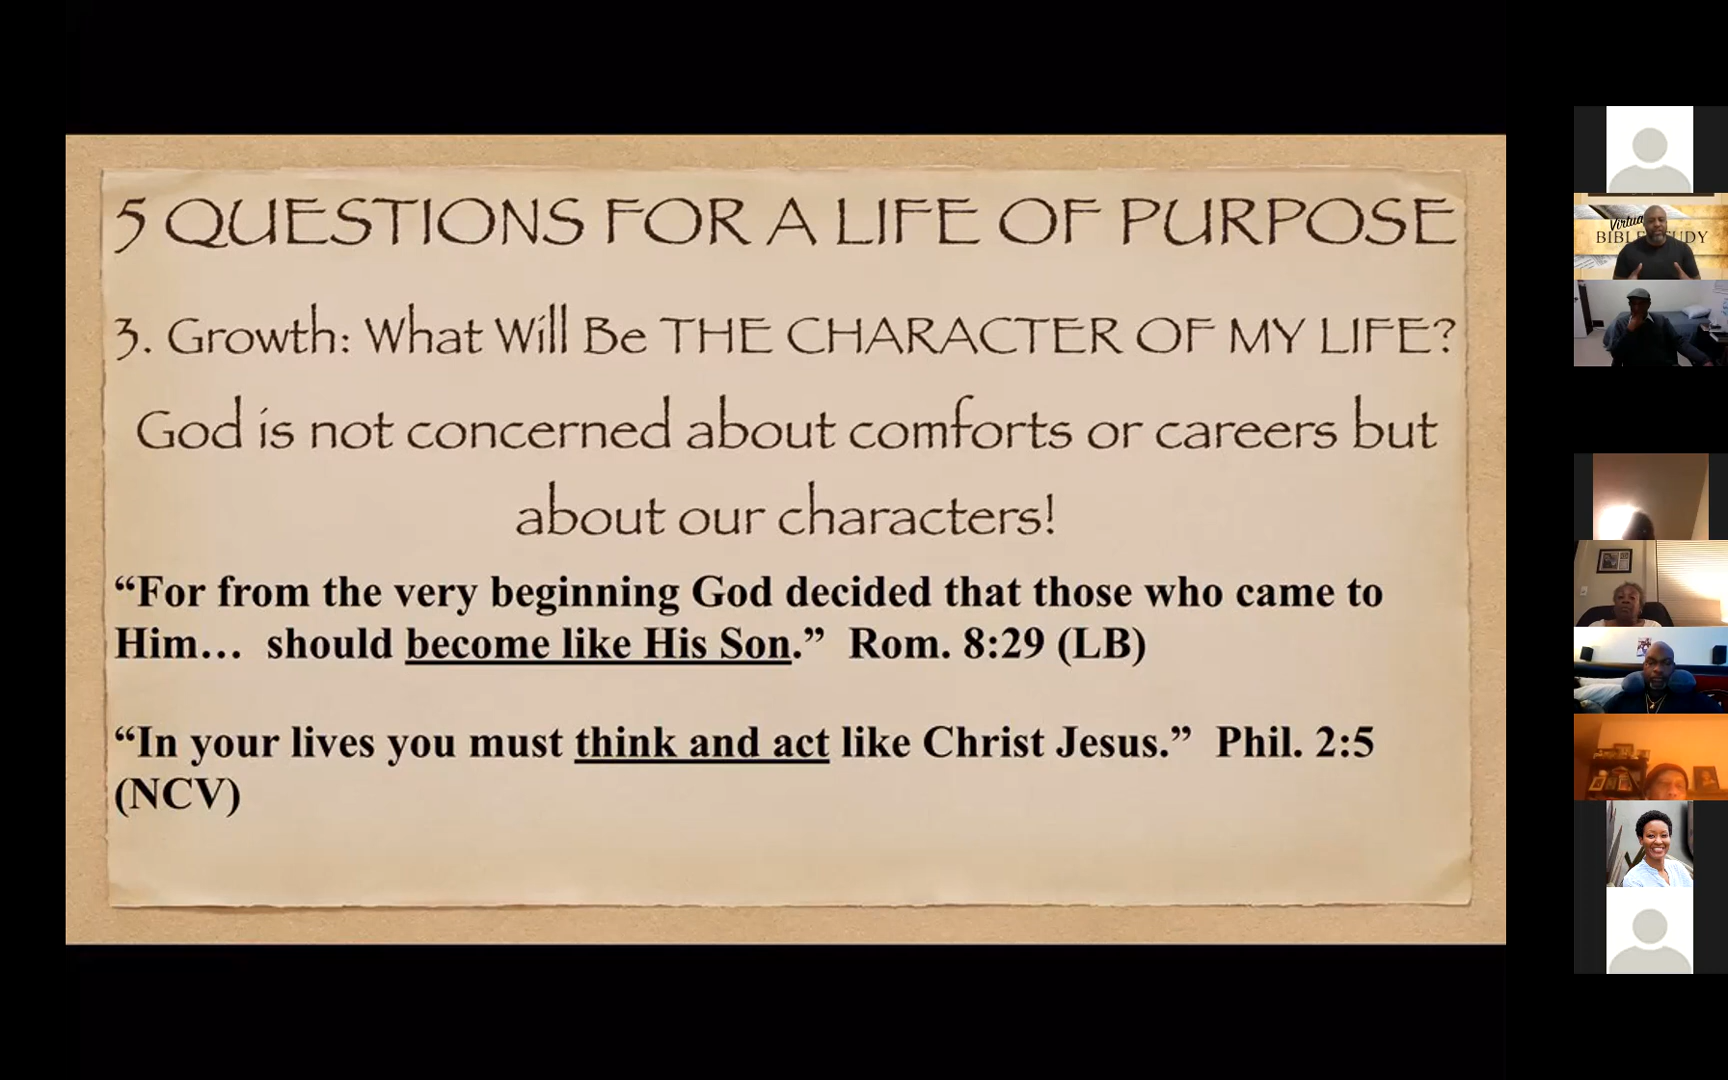 5 QUESTIONS FOR A LIFE OF PURPOSE
3. Growth: What Will Be THE CHARACTER OF MY LIFE?
God is not concerned about comforts or careers but
about our characters!
“For from the very beginning God decided that those who came to
Him… should become like His Son.” Rom. 8:29 (LB)
“In your lives you must think and act like Christ Jesus.” Phil. 2:5
(NCV)